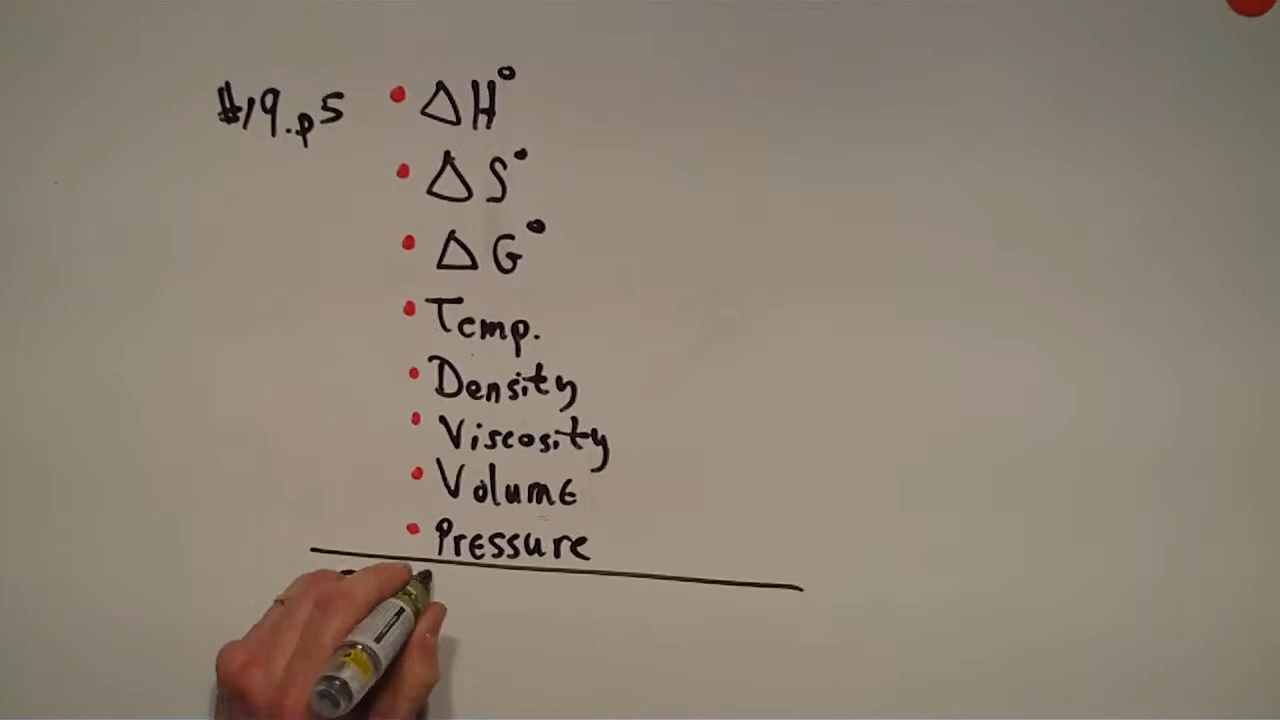 #19.p5 • ΔH°
• ΔS°
• ΔG°
• Temp.
• Density
• Viscosity
• Volume
• Pressure